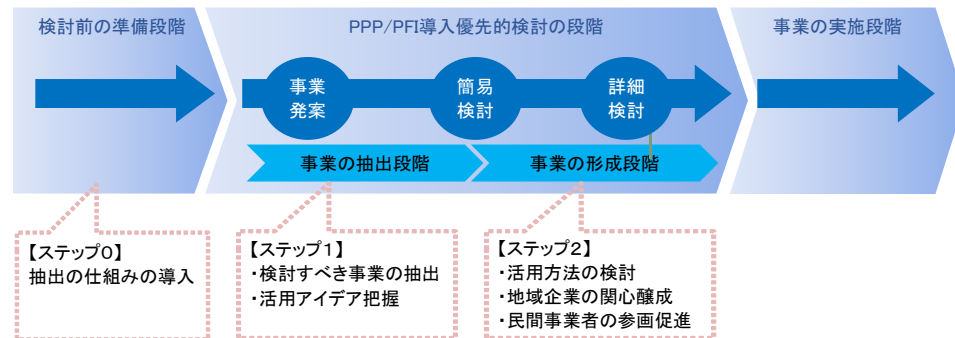 検討前の準備段階
PPP/PFI導入優先的検討の段階
事業の実施段階
事業
発案
簡易
検討
詳細
検討
事業の抽出段階
事業の形成段階
【ステップ0】
抽出の仕組みの導入
【ステップ1】
・検討すべき事業の抽出
・活用アイデア把握
【ステップ2】
・活用方法の検討
・地域企業の関心醸成
・民間事業者の参画促進